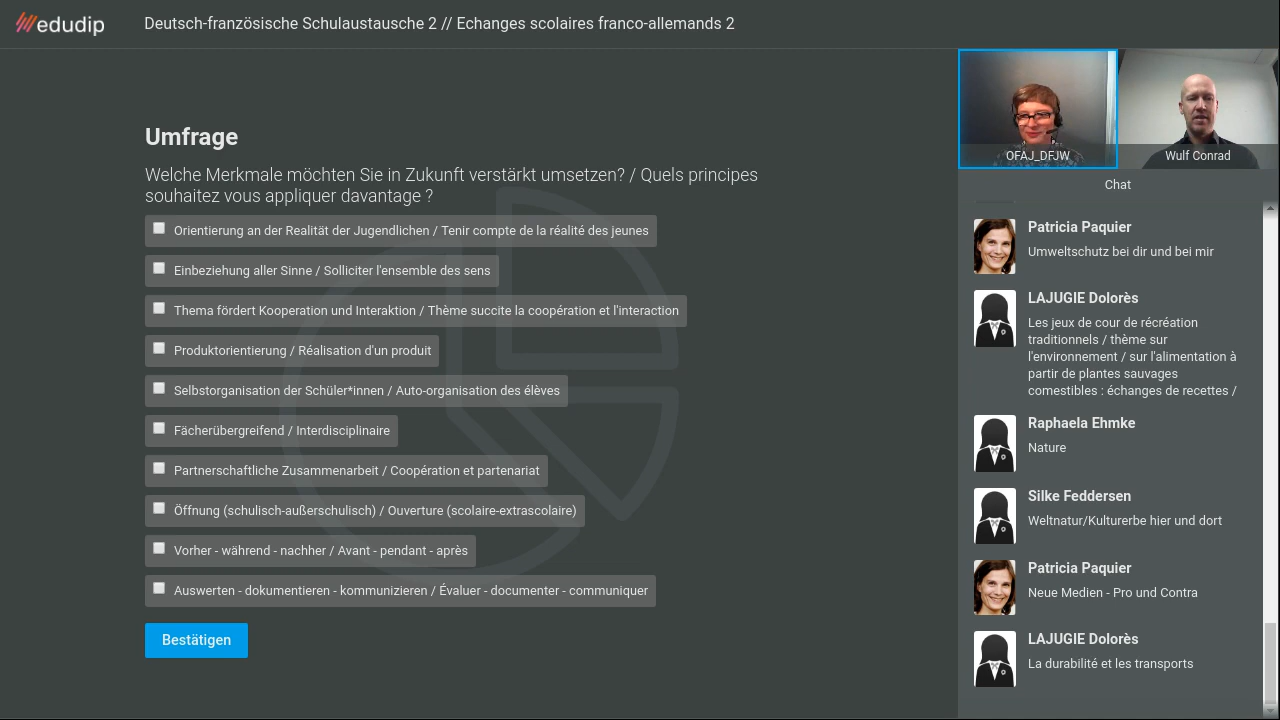 edudip
Deutsch-französische Schulaustausche 2 // Echanges scolaires franco-allemands 2
Umfrage
Welche Merkmale möchten Sie in Zukunft verstärkt umsetzen? / Quels principes
souhaitez vous appliquer davantage ?
Orientierung an der Realität der Jugendlichen / Tenir compte de la réalité des jeunes
Einbeziehung aller Sinne / Solliciter l'ensemble des sens
Thema fördert Kooperation und Interaktion / Thème succite la coopération et l'interaction
Produktorientierung / Réalisation d'un produit
Selbstorganisation der Schüler*innen / Auto-organisation des élèves
Fächerübergreifend / Interdisciplinaire
Partnerschaftliche Zusammenarbeit / Coopération et partenariat
Öffnung (schulisch-außerschulisch) / Ouverture (scolaire-extrascolaire)
Vorher - während - nachher / Avant - pendant - après
Auswerten - dokumentieren - kommunizieren / Évaluer - documenter - communiquer
Bestätigen
OFAJ_DFJW
Wulf Conrad
Chat
Patricia Paquier
Umweltschutz bei dir und bei mir
LAJUGIE Dolorès
Les jeux de cour de récréation
traditionnels / thème sur
l'environnement / sur l'alimentation à
partir de plantes sauvages
comestibles : échanges de recettes /
Raphaela Ehmke
Nature
Silke Feddersen
Weltnatur/Kulturerbe hier und dort
Patricia Paquier
Neue Medien - Pro und Contra
LAJUGIE Dolorès
La durabilité et les transports